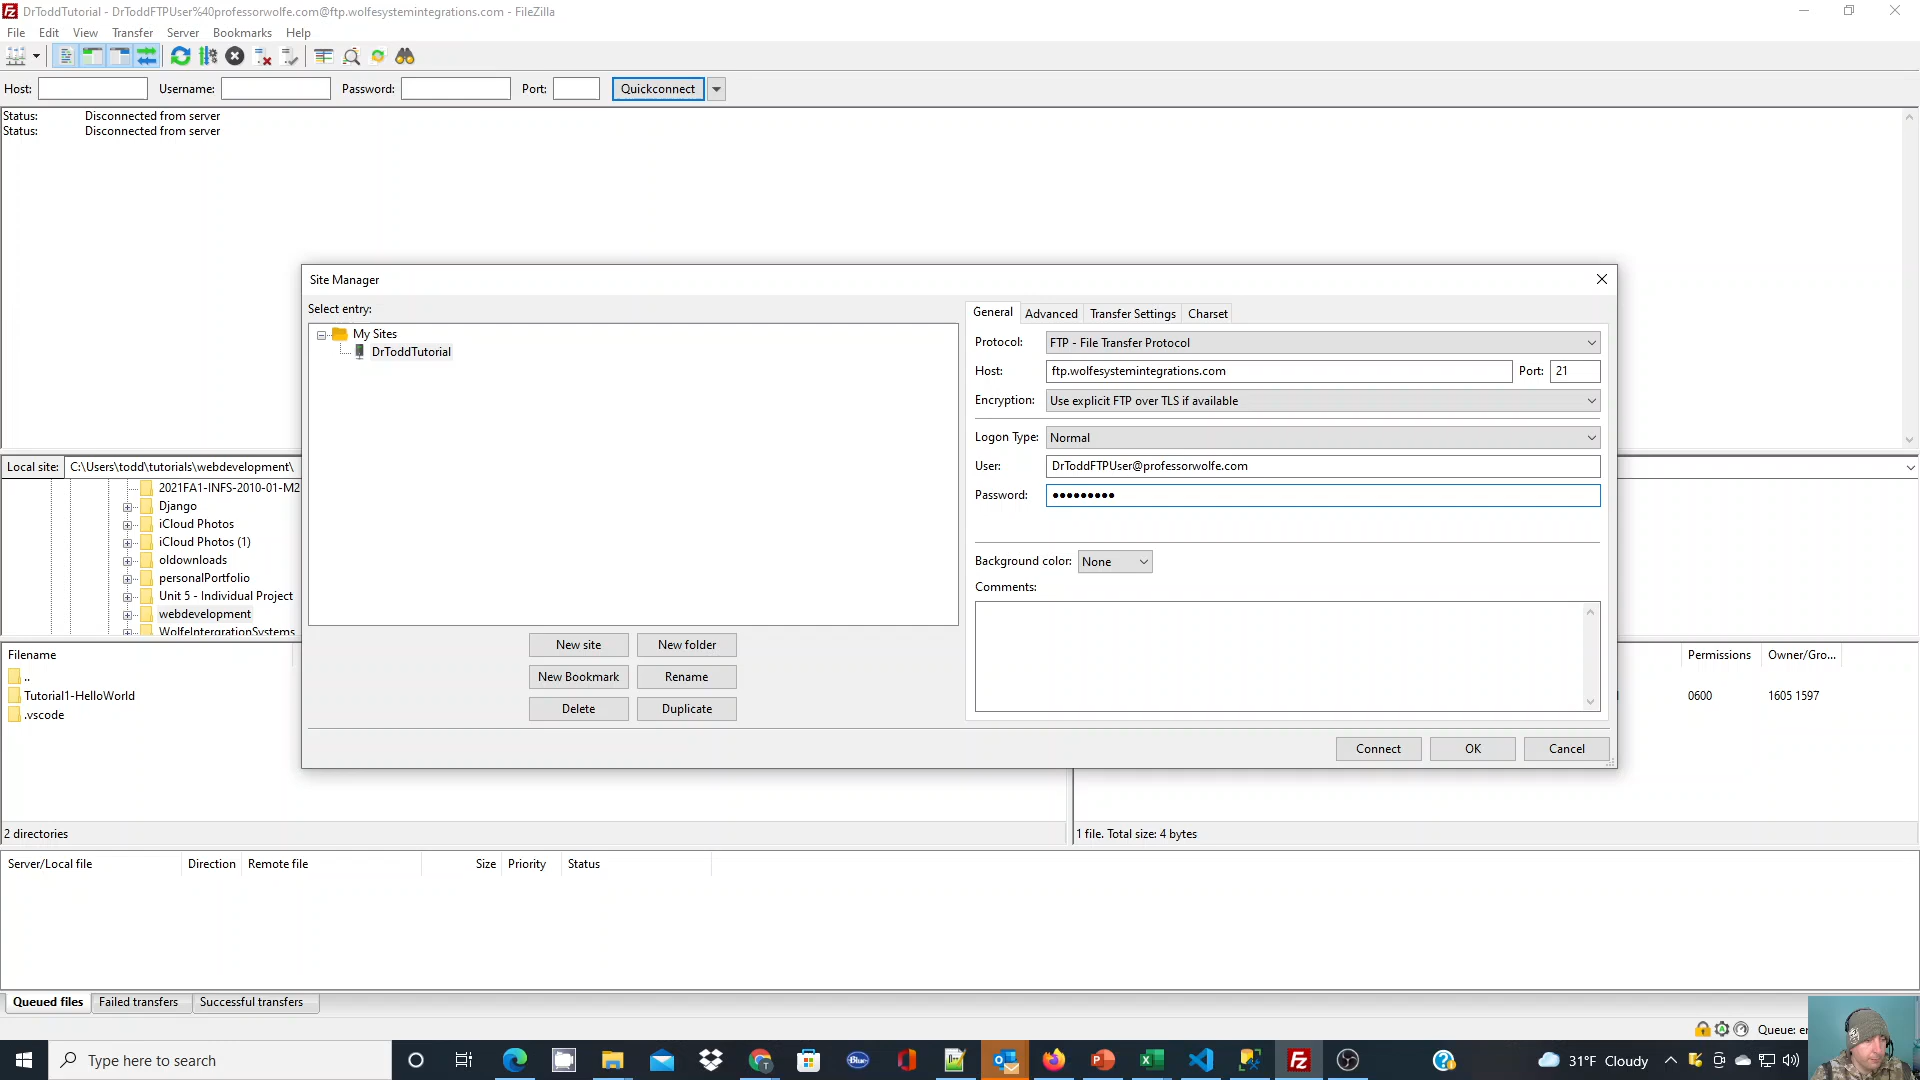 DrToddTutorial - DrToddFTPUser%40professorwolfe.com@ftp.wolfesystemintegrations.com - FileZilla
File Edit View Transfer Server Bookmarks Help
Host: Username: Password: Port: Quickconnect
Status: Disconnected from server
Status: Disconnected from server
Site Manager
Select entry:
My Sites
DrToddTutorial
New site New folder
New Bookmark Rename
Delete Duplicate
General Advanced Transfer Settings Charset
Protocol: FTP - File Transfer Protocol
Host: ftp.wolfesystemintegrations.com Port: 21
Encryption: Use explicit FTP over TLS if available
Logon Type: Normal
User: DrToddFTPUser@professorwolfe.com
Password: •••••••••
Background color: None
Comments:
Connect OK Cancel
Local site: C:\Users\todd\tutorials\webdevelopment\
2021FA1-INFS-2010-01-M2
Django
iCloud Photos
iCloud Photos (1)
oldownloads
personalPortfolio
Unit 5 - Individual Project
webdevelopment
WolfeIntergrationSystems
Filename
..
Tutorial1-HelloWorld
.vscode
Permissions Owner/Gro...
0600 1605 1597
2 directories
1 file. Total size: 4 bytes
Server/Local file Direction Remote file Size Priority Status
Queued files Failed transfers Successful transfers
Queue: e
Type here to search
Blue
31°F Cloudy